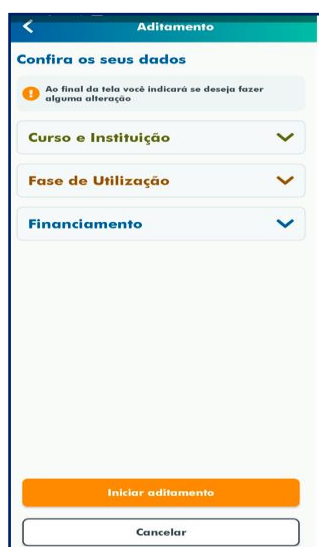 Aditamento
Confira os seus dados
Ao final da tela você indicará se deseja fazer
alguma alteração
Curso e Instituição
Fase de Utilização
Financiamento
Iniciar aditamento
Cancelar